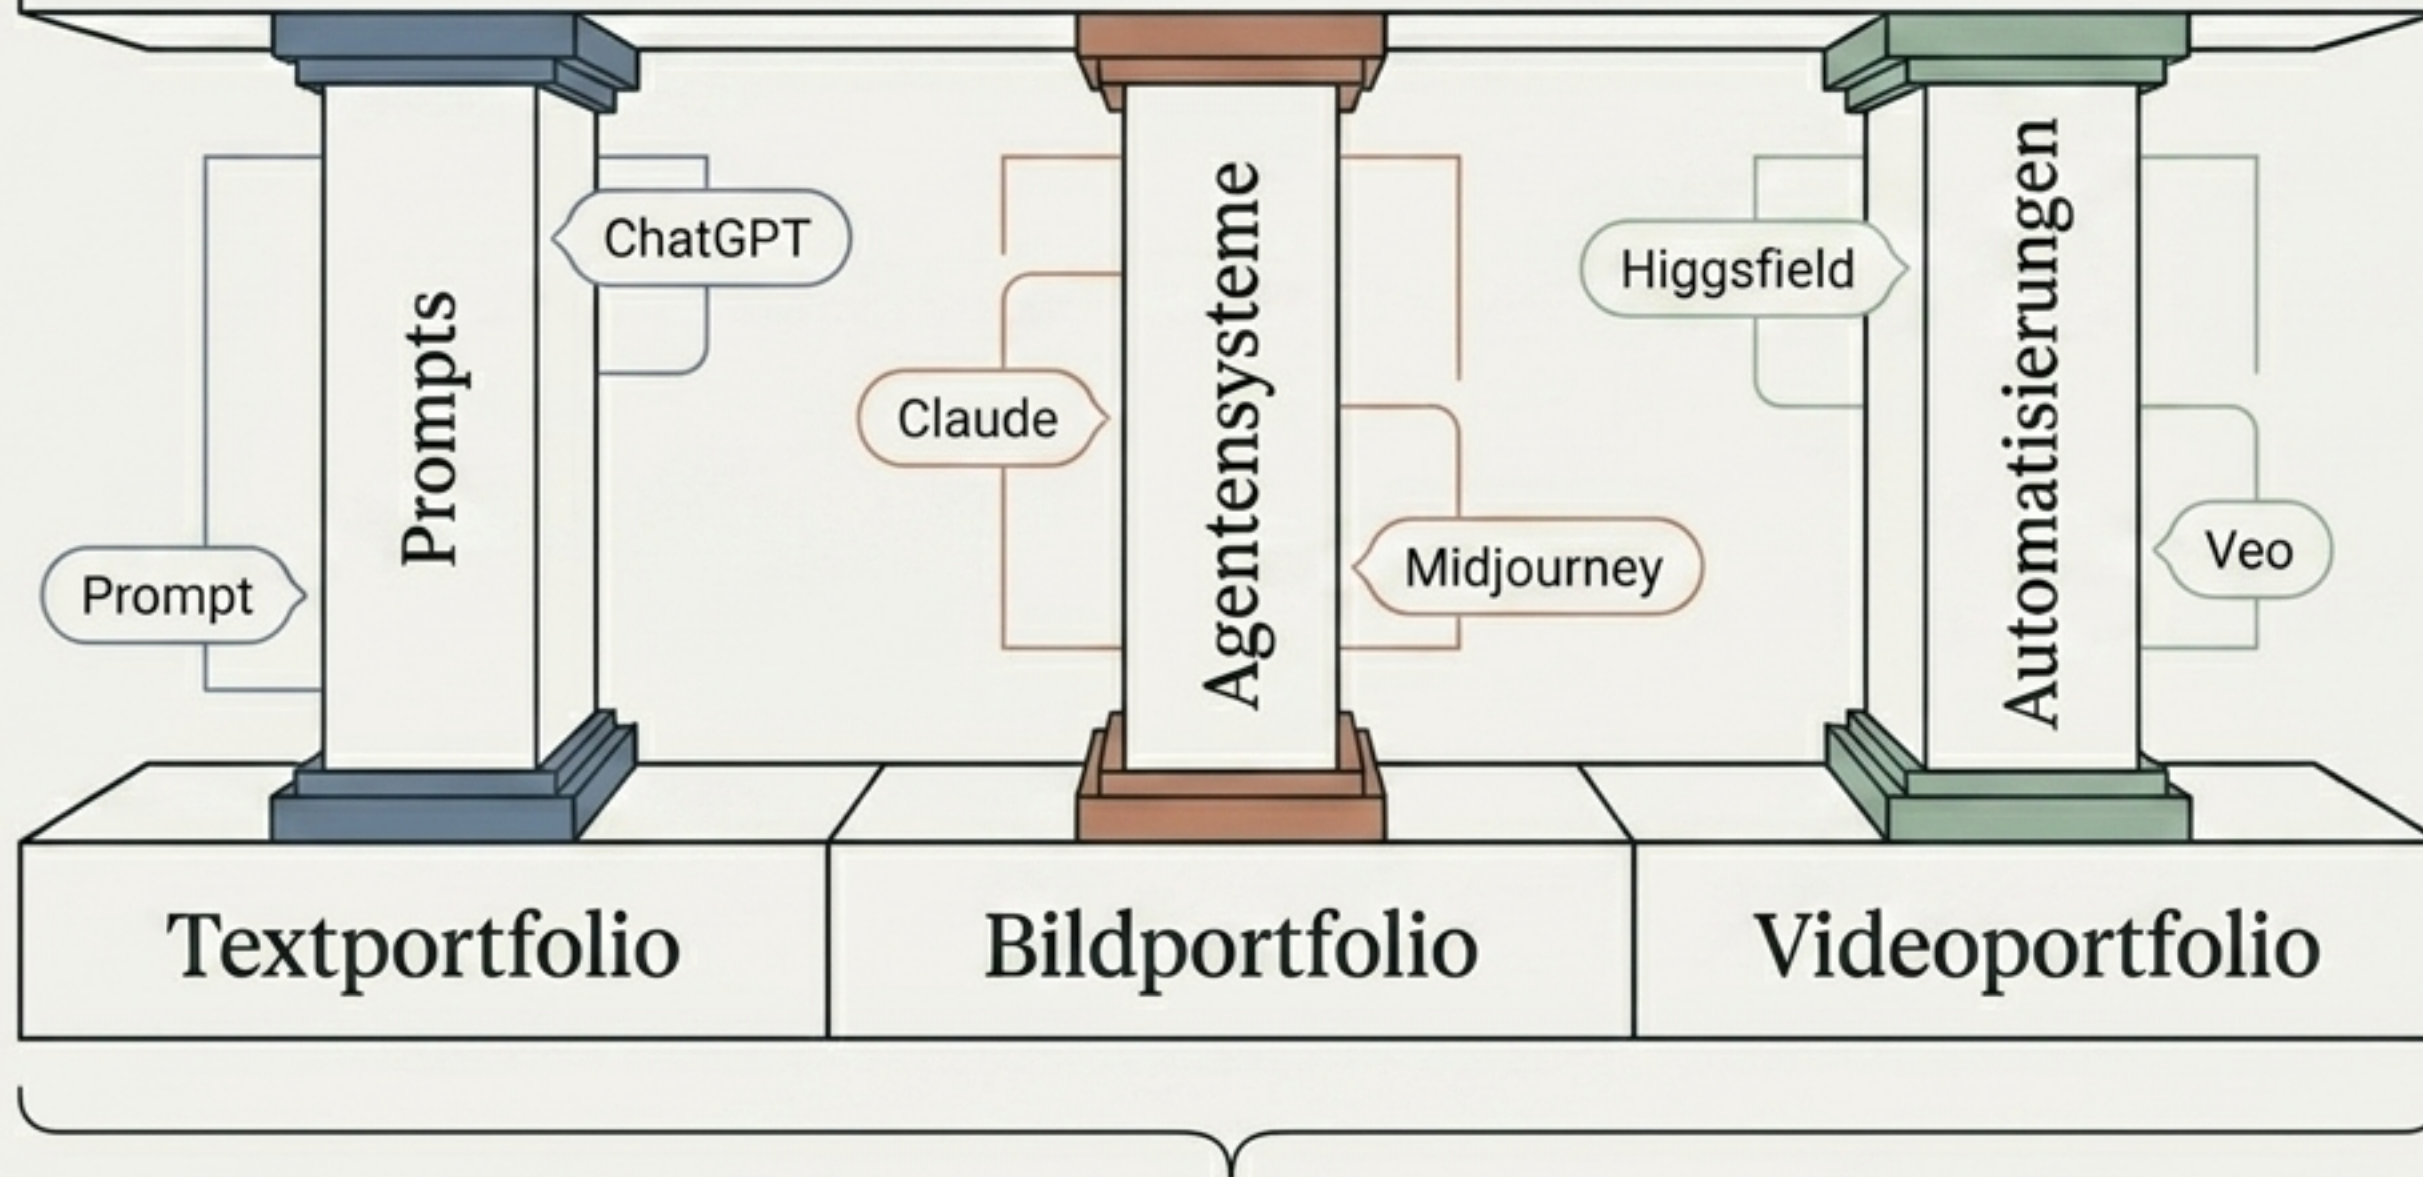 Prompts
ChatGPT
Prompt
Agentensysteme
Claude
Midjourney
Automatisierungen
Higgsfield
Veo
Textportfolio
Bildportfolio
Videoportfolio